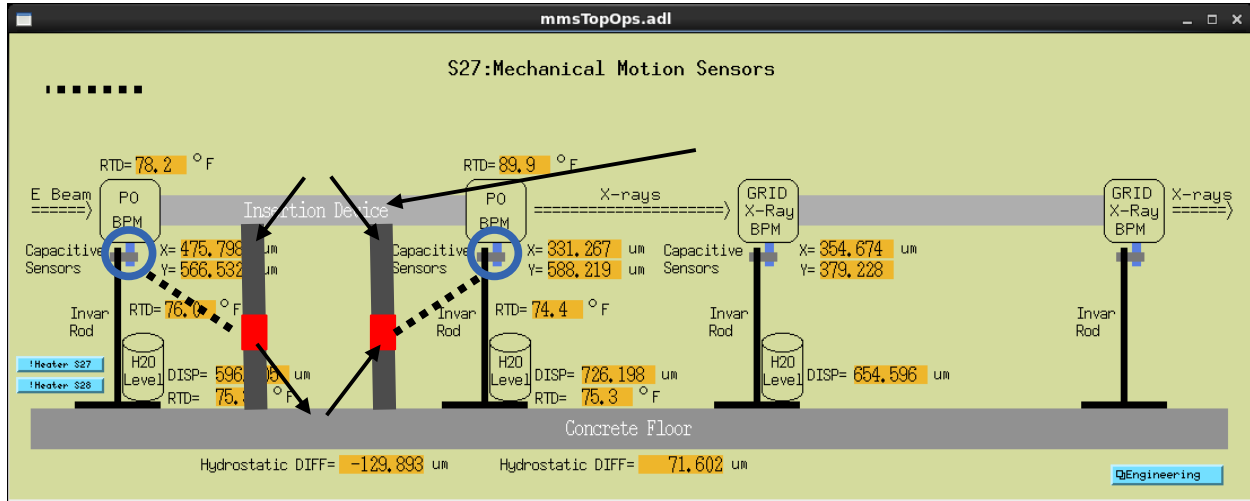 mmsTopOps.adl
S27:Mechanical Motion Sensors
RTD= 78.2 °F
RTD= 89.9 °F
E Beam
=====>
P0
BPM
Insertion Device
P0
BPM
X-rays
==================>
GRID
X-Ray
BPM
GRID
X-Ray
BPM
X-rays
=====>
Capacitive
Sensors
X= 475.798 um
Y= 566.532 um
Capacitive
Sensors
X= 331.267 um
Y= 588.219 um
Capacitive
Sensors
X= 354.674 um
Y= 379.228
Invar
Rod
RTD= °F
Invar
Rod
RTD= 74.4 °F
Invar
Rod
Invar
Rod
!Heater S27
!Heater S28
H2O
Level
DISP= um
RTD= °F
H2O
Level
DISP= 726.198 um
RTD= 75.3 °F
H2O
Level
DISP= 654.596 um
Concrete Floor
Hydrostatic DIFF= -129.893 um
Hydrostatic DIFF= 71.602 um
Engineering